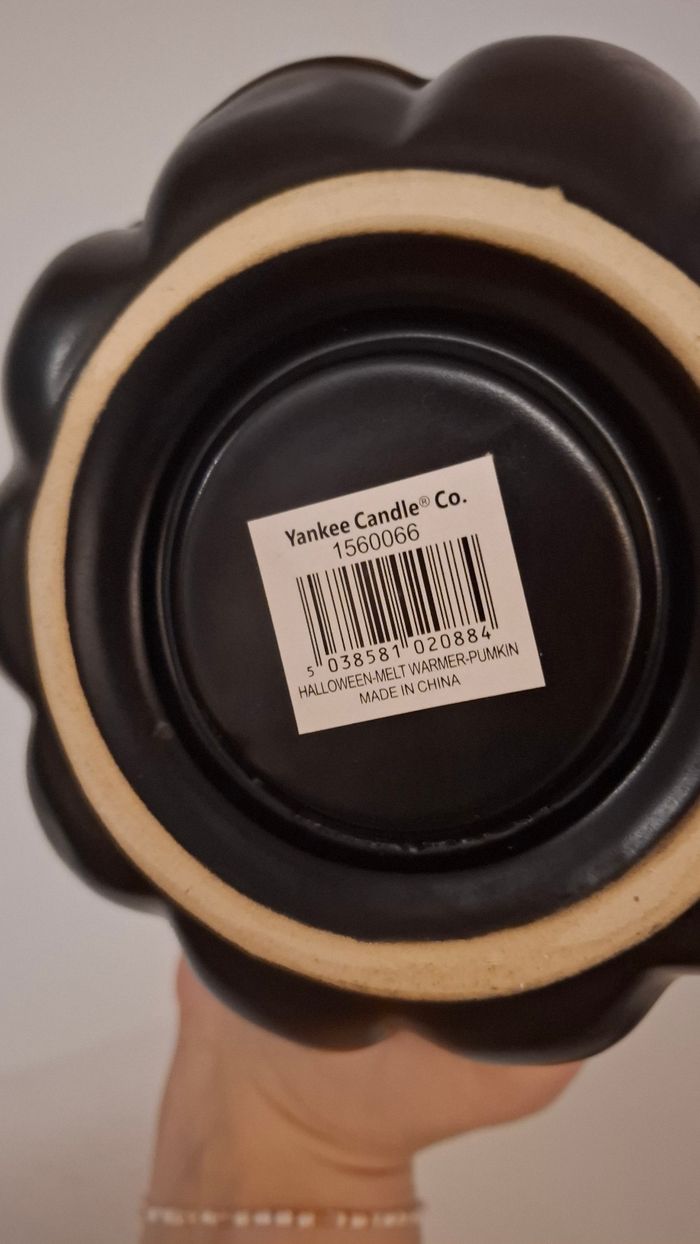 Yankee Candle® Co.
1560066
5 038581 020884
HALLOWEEN-MELT WARMER-PUMKIN
MADE IN CHINA